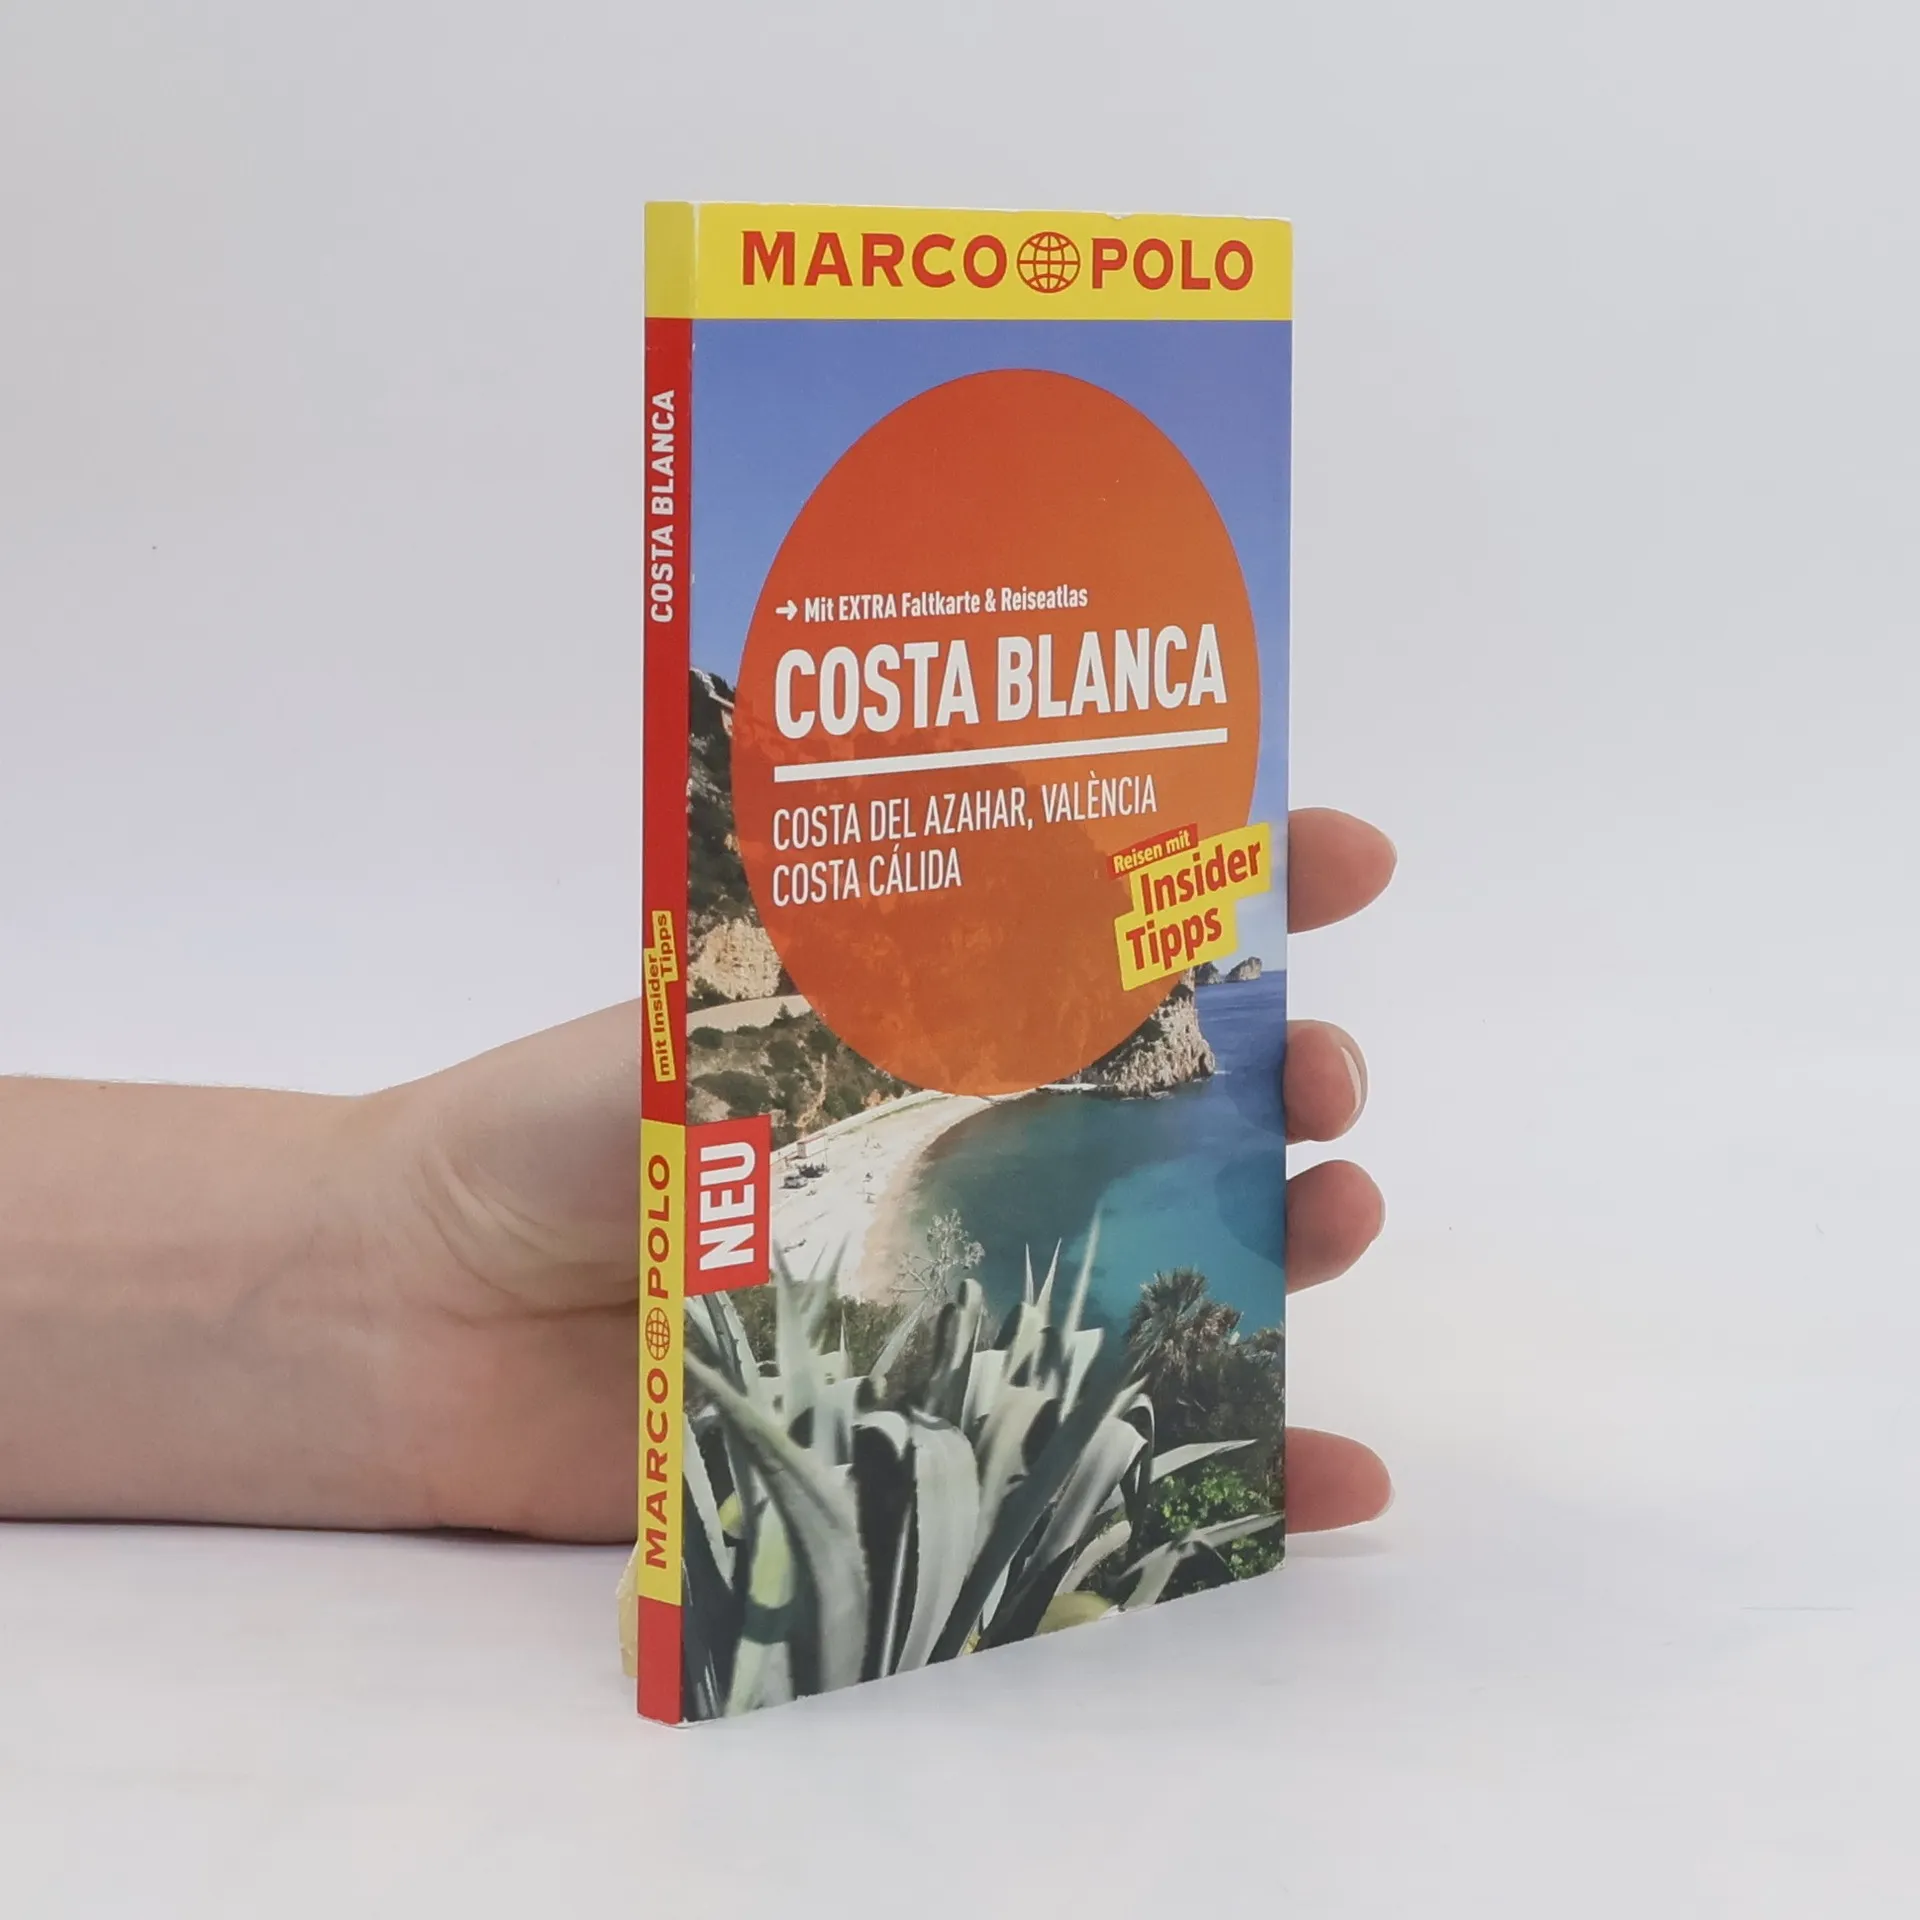 MARCO POLO
→ Mit EXTRA Faltkarte & Reiseatlas
COSTA BLANCA
COSTA DEL AZAHAR, VALÈNCIA
COSTA CÁLIDA
Reisen mit
Insider
Tipps
NEU
COSTA BLANCA
mit Insider
Tipps
MARCO POLO